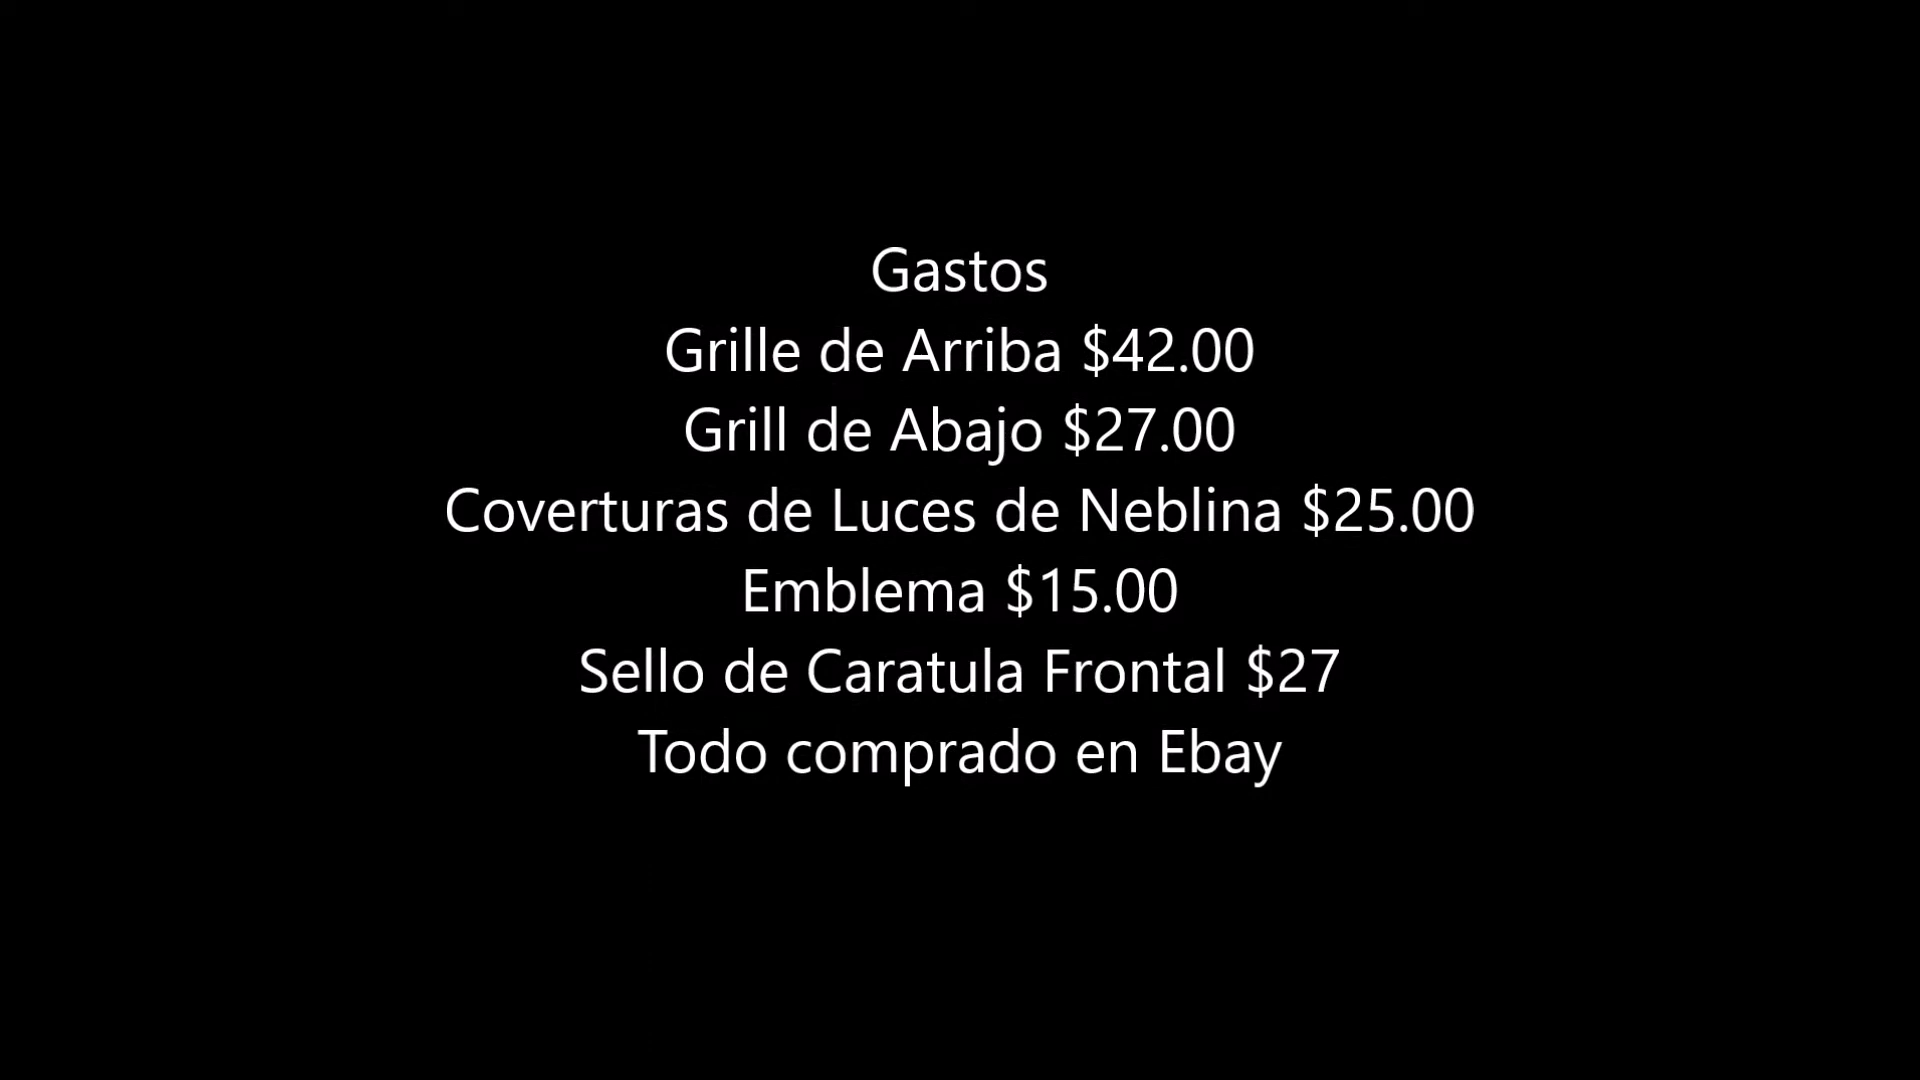 Gastos
Grille de Arriba $42.00
Grill de Abajo $27.00
Coverturas de Luces de Neblina $25.00
Emblema $15.00
Sello de Caratula Frontal $27
Todo comprado en Ebay